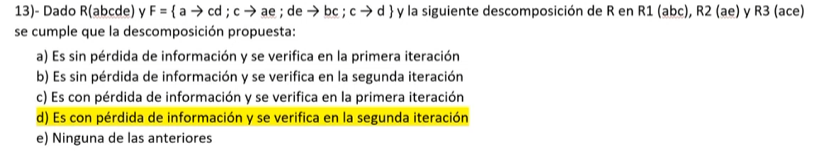 13)- Dado R(abcde) y F = { a → cd ; c → ae ; de → bc ; c → d } y la siguiente descomposición de R en R1 (abc), R2 (ae) y R3 (ace)
se cumple que la descomposición propuesta:
a) Es sin pérdida de información y se verifica en la primera iteración
b) Es sin pérdida de información y se verifica en la segunda iteración
c) Es con pérdida de información y se verifica en la primera iteración
d) Es con pérdida de información y se verifica en la segunda iteración
e) Ninguna de las anteriores